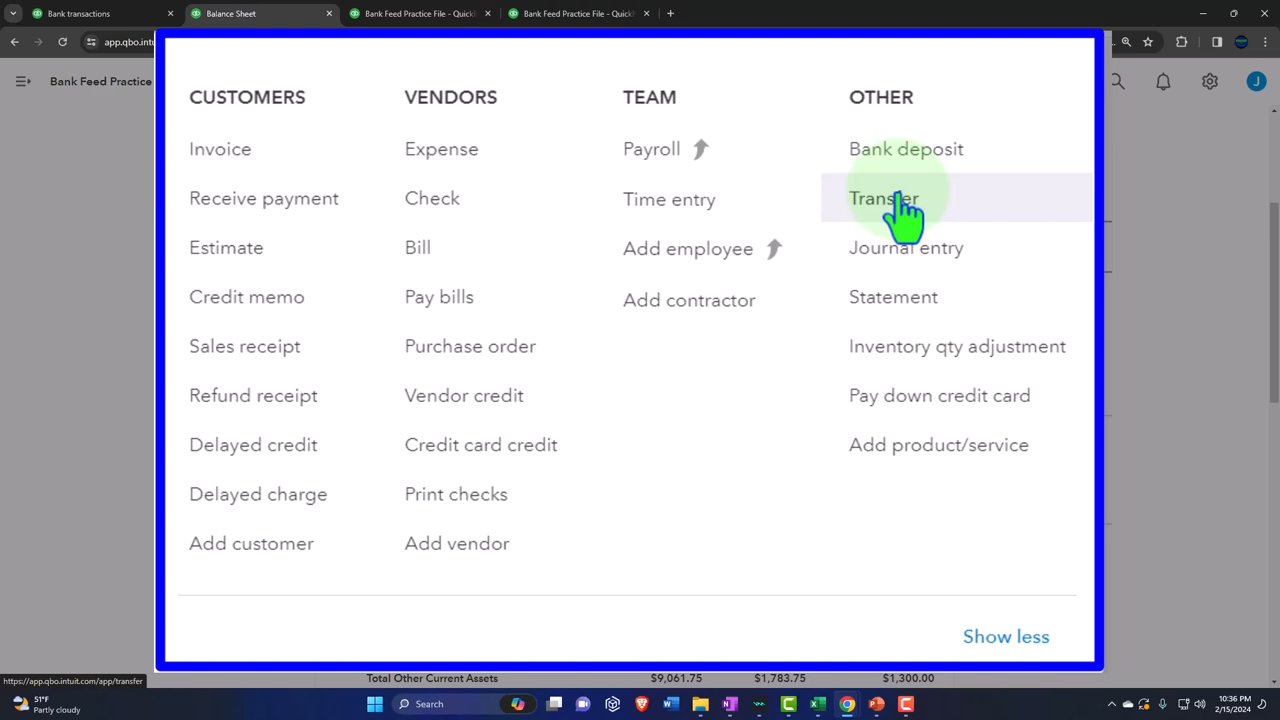 Bank transactions
Balance Sheet
Bank Feed Practice File - Quick
Bank Feed Practice File - Quick
app.qbo.intu
Bank Feed Practice
J
CUSTOMERS
Invoice
Receive payment
Estimate
Credit memo
Sales receipt
Refund receipt
Delayed credit
Delayed charge
Add customer
VENDORS
Expense
Check
Bill
Pay bills
Purchase order
Vendor credit
Credit card credit
Print checks
Add vendor
TEAM
Payroll
Time entry
Add employee
Add contractor
OTHER
Bank deposit
Transfer
Journal entry
Statement
Inventory qty adjustment
Pay down credit card
Add product/service
Show less
https://app.qbo.intuit.com/app/transfer
Total Other Current Assets $9,061.75 $1,783.75 $1,300.00
51°F
Partly cloudy
Search
10:36 PM
2/15/2024